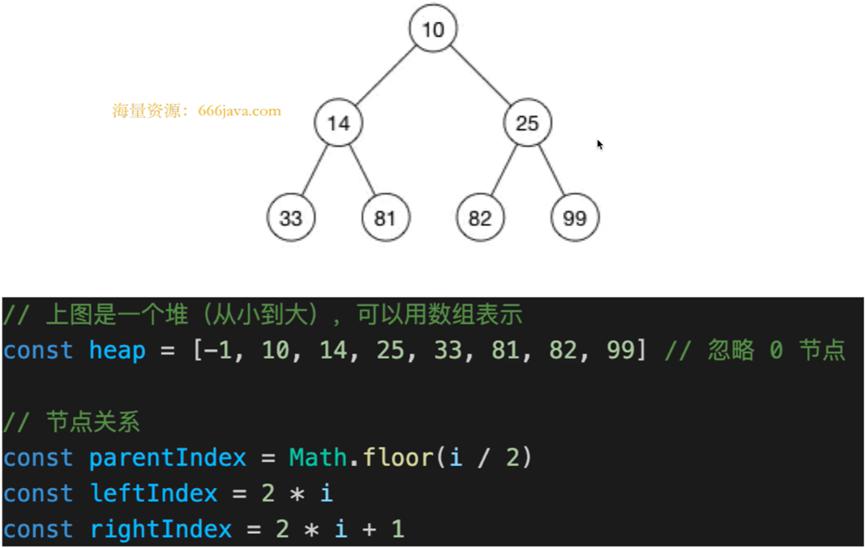 10
海量资源：666java.com
14
25
33
81
82
99
// 上图是一个堆（从小到大），可以用数组表示
const heap = [-1, 10, 14, 25, 33, 81, 82, 99] // 忽略 0 节点
// 节点关系
const parentIndex = Math.floor(i / 2)
const leftIndex = 2 * i
const rightIndex = 2 * i + 1